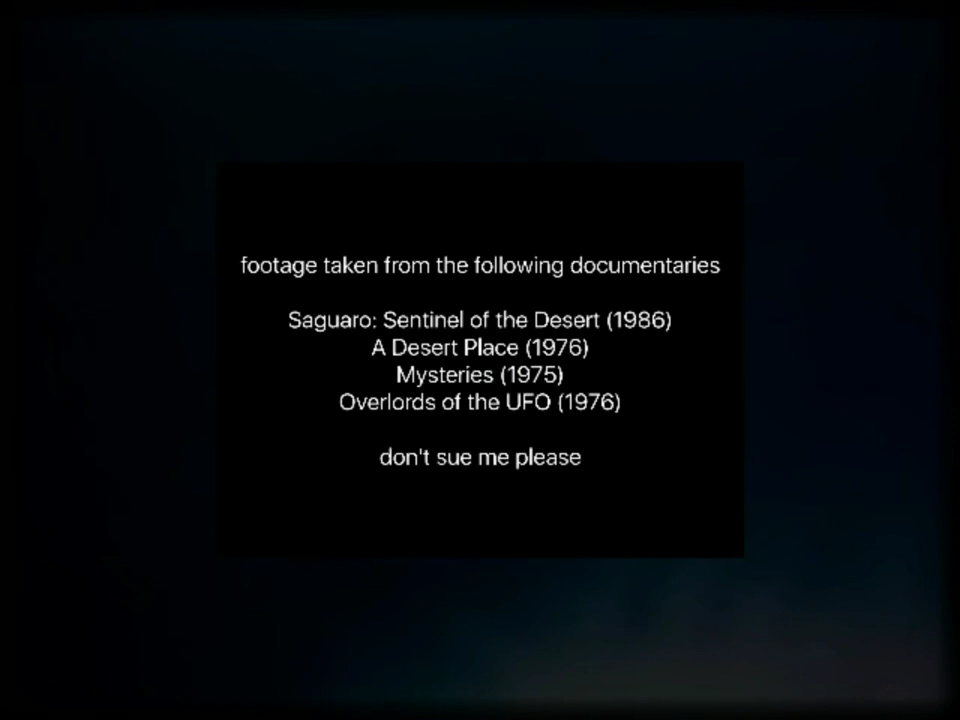 footage taken from the following documentaries
Saguaro: Sentinel of the Desert (1986)
A Desert Place (1976)
Mysteries (1975)
Overlords of the UFO (1976)
don't sue me please